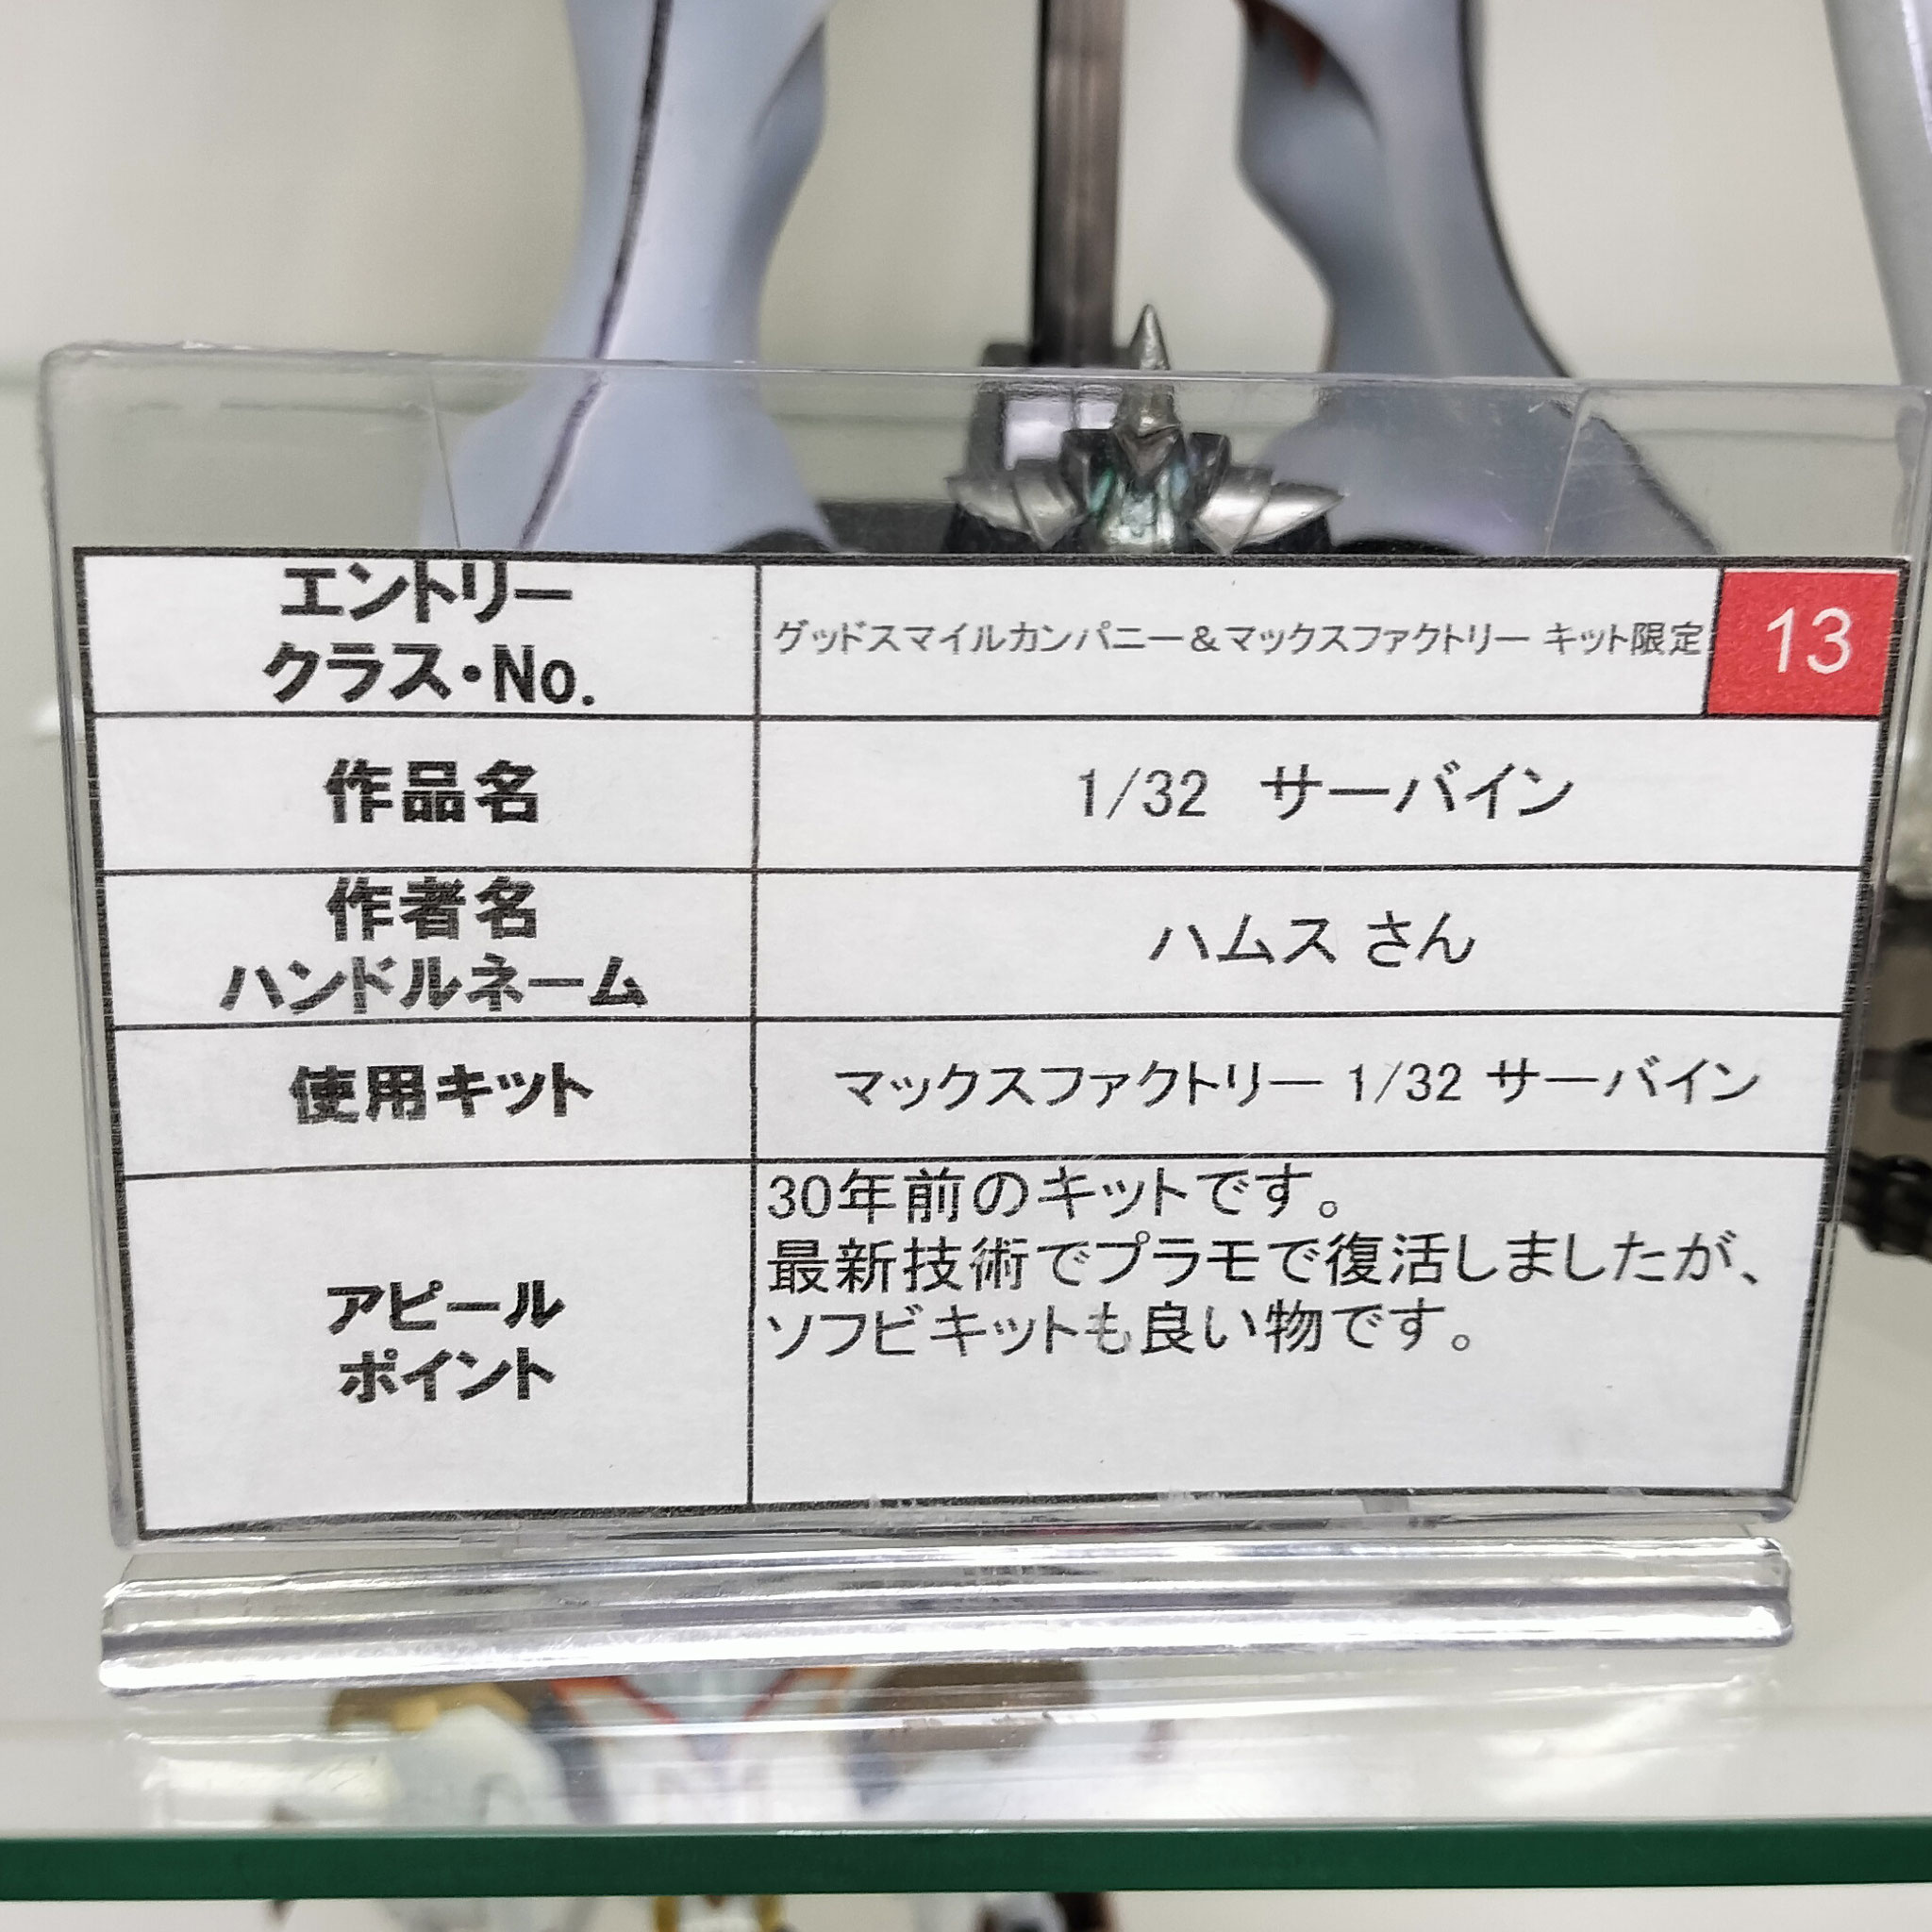 エントリー
クラス・No.
グッドスマイルカンパニー＆マックスファクトリー キット限定
13
作品名
1/32　サーバイン
作者名
ハンドルネーム
ハムス さん
使用キット
マックスファクトリー 1/32 サーバイン
アピール
ポイント
30年前のキットです。
最新技術でプラモで復活しましたが、
ソフビキットも良い物です。